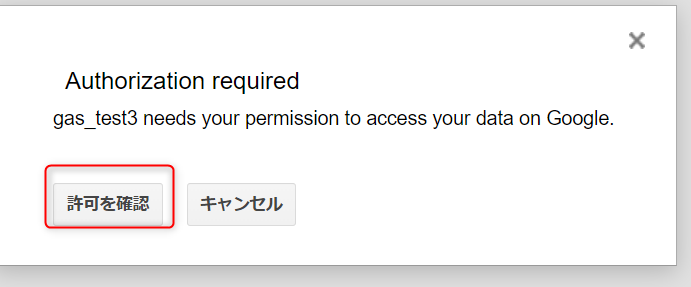 Authorization required
gas_test3 needs your permission to access your data on Google.
許可を確認 キャンセル